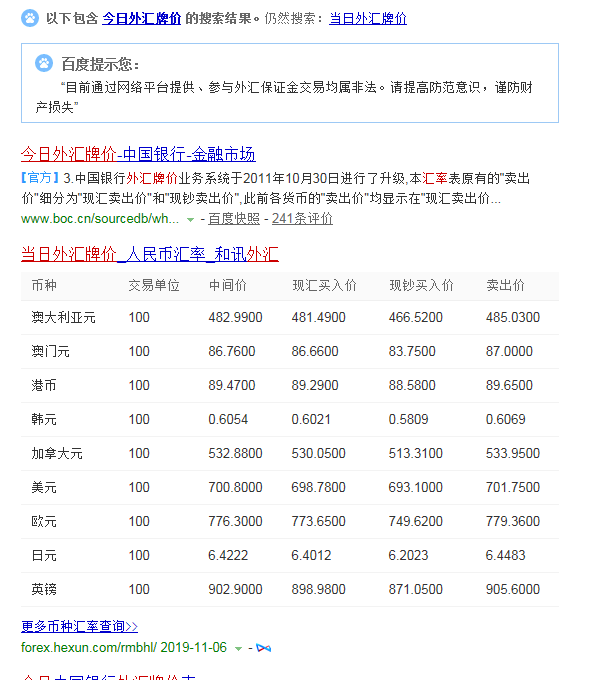 以下包含 今日外汇牌价 的搜索结果。仍然搜索：当日外汇牌价
百度提示您：
“目前通过网络平台提供、参与外汇保证金交易均属非法。请提高防范意识，谨防财
产损失”
今日外汇牌价-中国银行-金融市场
【官方】3.中国银行外汇牌价业务系统于2011年10月30日进行了升级,本汇率表原有的"卖出
价"细分为"现汇卖出价"和"现钞卖出价",此前各货币的"卖出价"均显示在"现汇卖出价...
www.boc.cn/sourcedb/wh... - 百度快照 - 241条评价
当日外汇牌价_人民币汇率_和讯外汇
币种 交易单位 中间价 现汇买入价 现钞买入价 卖出价
澳大利亚元 100 482.9900 481.4900 466.5200 485.0300
澳门元 100 86.7600 86.6600 83.7500 87.0000
港币 100 89.4700 89.2900 88.5800 89.6500
韩元 100 0.6054 0.6021 0.5809 0.6069
加拿大元 100 532.8800 530.0500 513.3100 533.9500
美元 100 700.8000 698.7800 693.1000 701.7500
欧元 100 776.3000 773.6500 749.6200 779.3600
日元 100 6.4222 6.4012 6.2023 6.4483
英镑 100 902.9000 898.9800 871.0500 905.6000
更多币种汇率查询>>
forex.hexun.com/rmbhl/ 2019-11-06 -